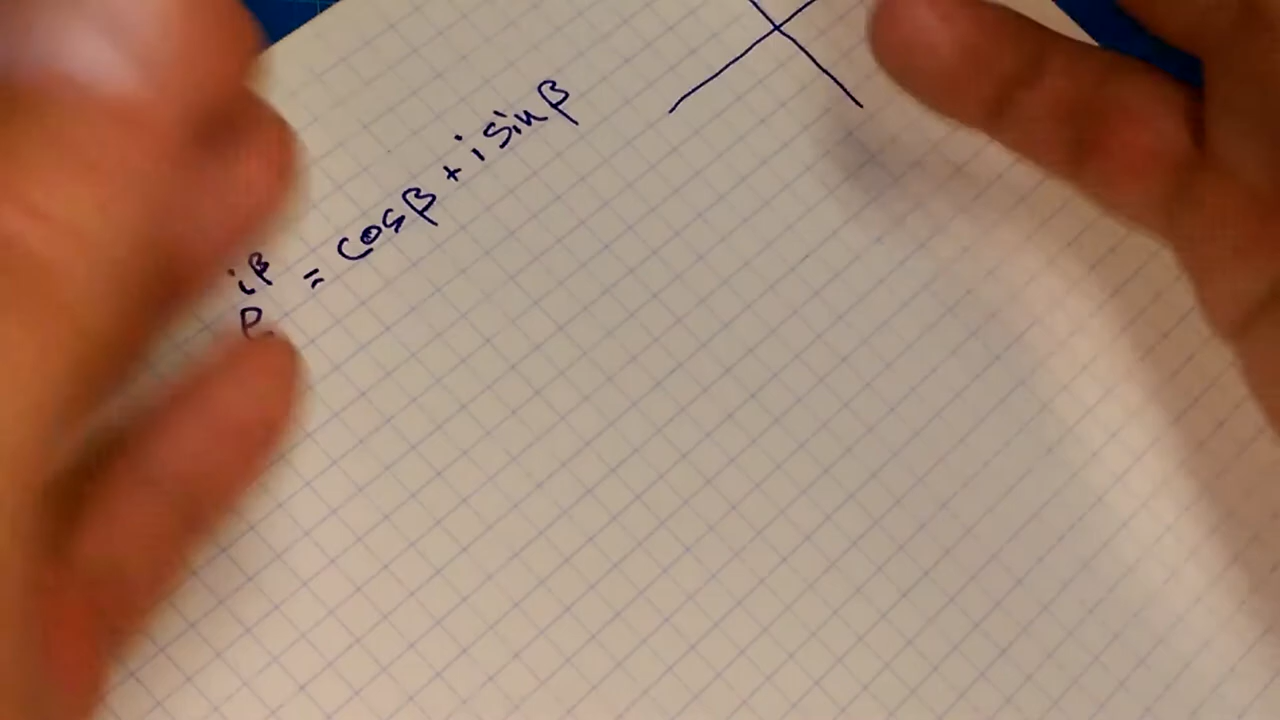 e^{iβ} = cosβ + i sinβ